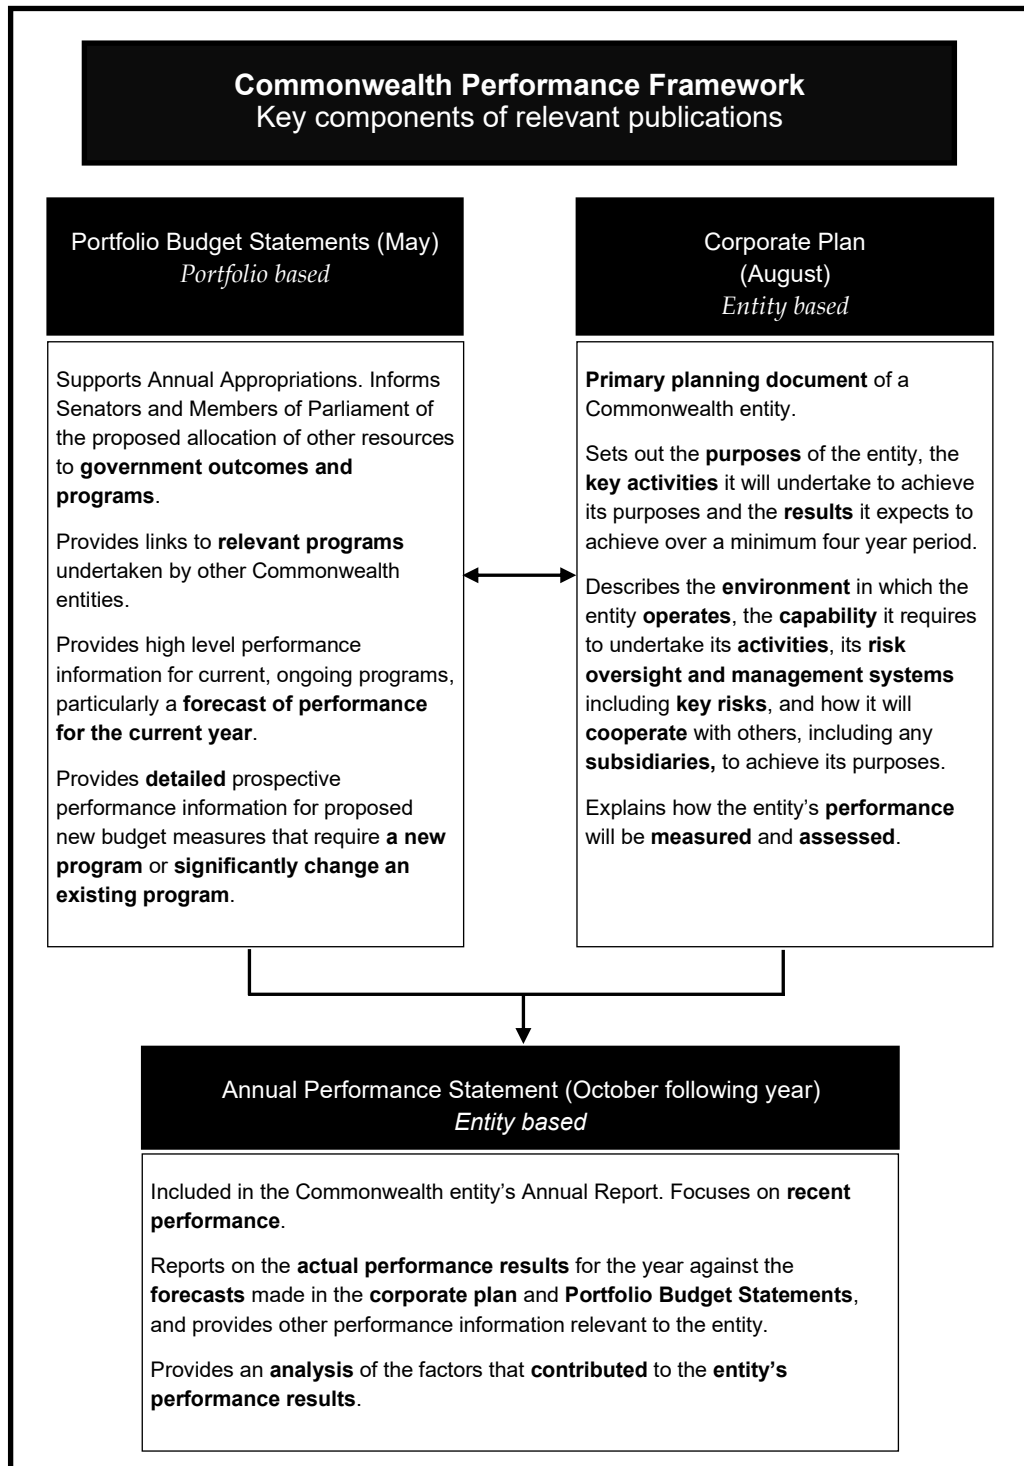 Commonwealth Performance Framework
Key components of relevant publications
Portfolio Budget Statements (May)
Portfolio based
Supports Annual Appropriations. Informs
Senators and Members of Parliament of
the proposed allocation of other resources
to government outcomes and
programs.
Provides links to relevant programs
undertaken by other Commonwealth
entities.
Provides high level performance
information for current, ongoing programs,
particularly a forecast of performance
for the current year.
Provides detailed prospective
performance information for proposed
new budget measures that require a new
program or significantly change an
existing program.
Corporate Plan
(August)
Entity based
Primary planning document of a
Commonwealth entity.
Sets out the purposes of the entity, the
key activities it will undertake to achieve
its purposes and the results it expects to
achieve over a minimum four year period.
Describes the environment in which the
entity operates, the capability it requires
to undertake its activities, its risk
oversight and management systems
including key risks, and how it will
cooperate with others, including any
subsidiaries, to achieve its purposes.
Explains how the entity’s performance
will be measured and assessed.
Annual Performance Statement (October following year)
Entity based
Included in the Commonwealth entity’s Annual Report. Focuses on recent
performance.
Reports on the actual performance results for the year against the
forecasts made in the corporate plan and Portfolio Budget Statements,
and provides other performance information relevant to the entity.
Provides an analysis of the factors that contributed to the entity’s
performance results.